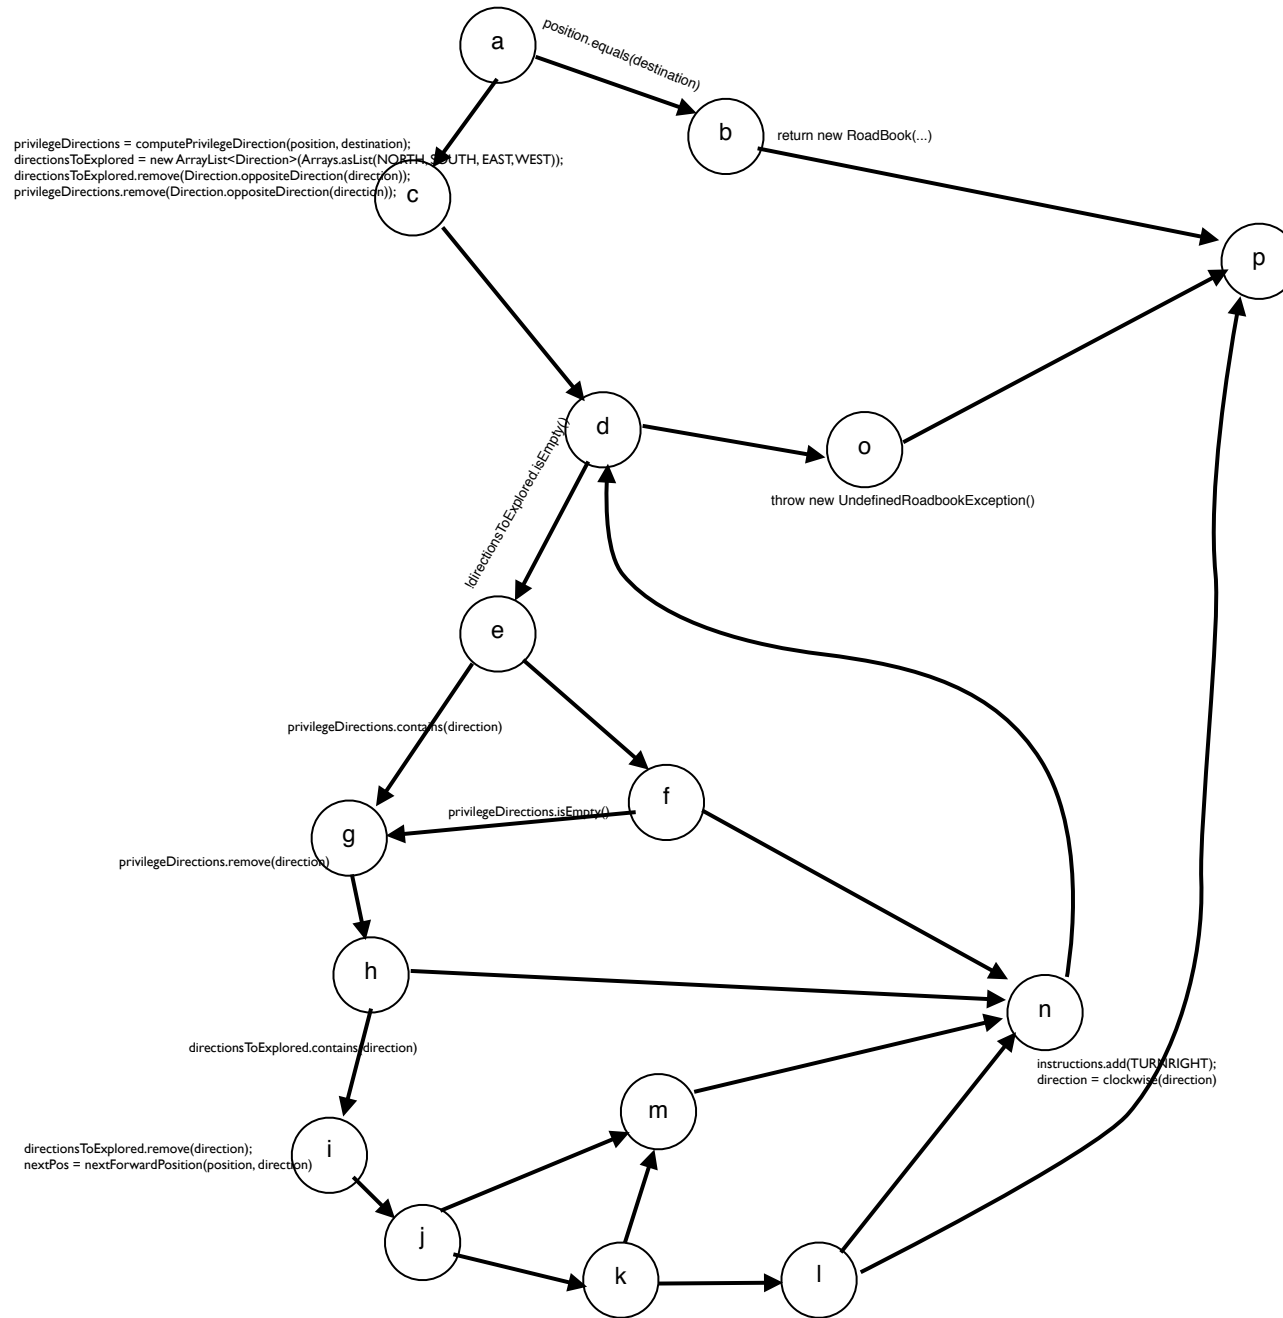 a
position.equals(destination)
b
return new RoadBook(...)
privilegeDirections = computePrivilegeDirection(position, destination);
directionsToExplored = new ArrayList<Direction>(Arrays.asList(NORTH, SOUTH, EAST, WEST));
directionsToExplored.remove(Direction.oppositeDirection(direction));
privilegeDirections.remove(Direction.oppositeDirection(direction));
c
p
d
!directionsToExplored.isEmpty()
o
throw new UndefinedRoadbookException()
e
privilegeDirections.contains(direction)
f
privilegeDirections.isEmpty()
g
privilegeDirections.remove(direction)
h
n
directionsToExplored.contains(direction)
instructions.add(TURNRIGHT);
direction = clockwise(direction)
m
i
directionsToExplored.remove(direction);
nextPos = nextForwardPosition(position, direction)
j
k
l